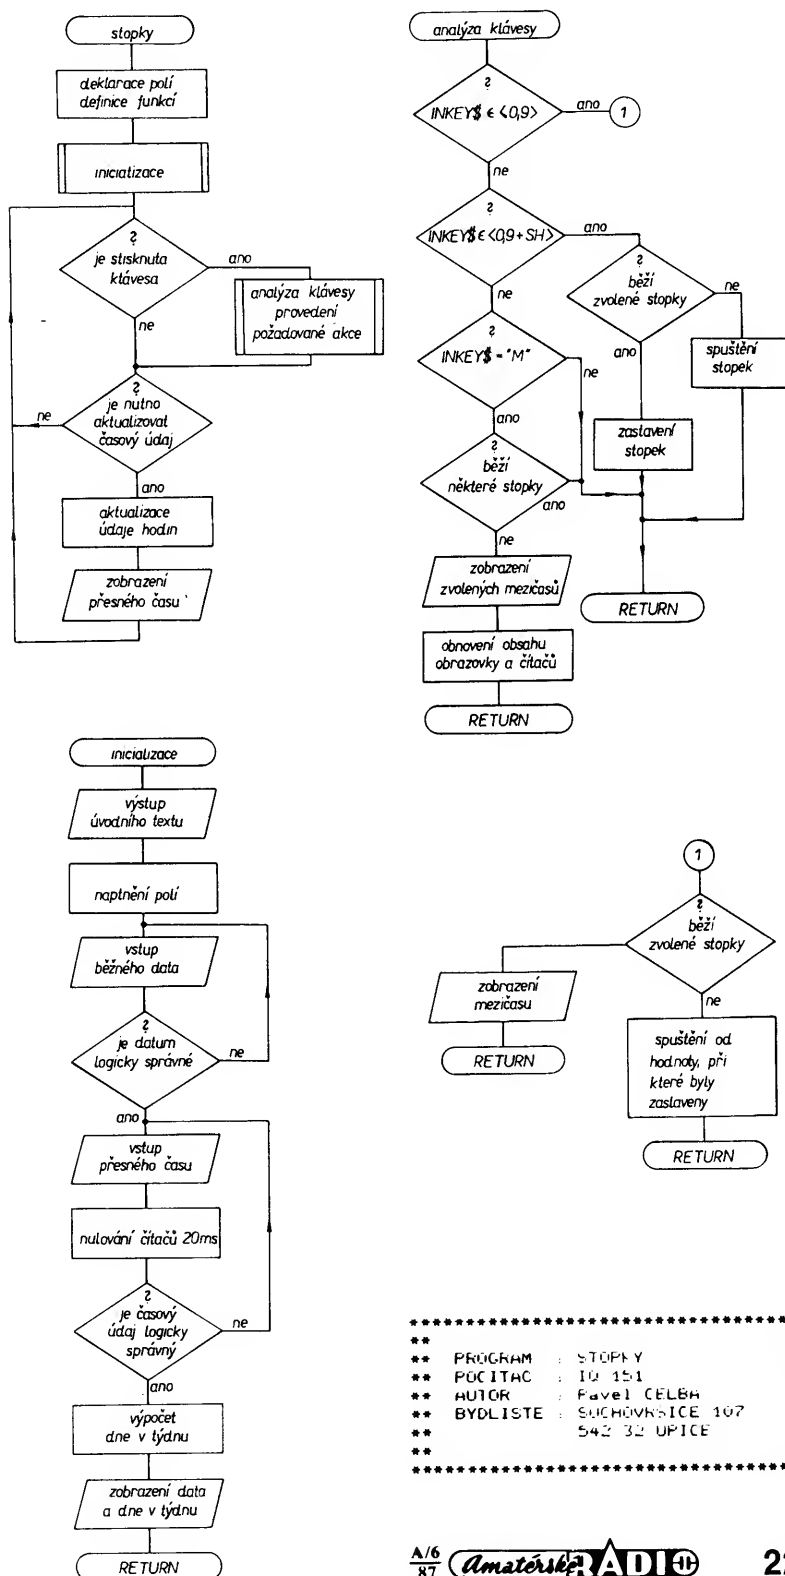 stopky
deklarace polí
definice funkcí
inicializace
?
je stisknuta
klávesa
ano
analýza klávesy
provedení
požadované akce
ne
?
je nutno
aktualizovat
časový údaj
ne
ano
aktualizace
údaje hodin
zobrazení
přesného času
analýza klávesy
?
INKEY$ ϵ <0,9>
ano
1
ne
?
INKEY$ ϵ <0,9+SH>
ano
ne
?
běží
zvolené stopky
ne
spuštění
stopek
ano
zastavení
stopek
?
INKEY$ = "M"
ne
ano
?
běží
některé stopky
ano
ne
zobrazení
zvolených mezičasů
obnovení obsahu
obrazovky a čítačů
RETURN
RETURN
inicializace
výstup
úvodního textu
naplnění polí
vstup
běžného data
?
je datum
logicky správné
ne
ano
vstup
přesného času
nulování čítačů 20ms
?
je časový
údaj logicky
správný
ne
ano
výpočet
dne v týdnu
zobrazení data
a dne v týdnu
RETURN
1
?
běží
zvolené stopky
zobrazení
mezičasu
RETURN
ne
spuštění od
hodnoty, při
které byly
zastaveny
RETURN
** PROGRAM : STOPKY
** POCITAC : IQ 151
** AUTOR : Pavel CELBA
** BYDLISTE : SUCHOVRSICE 107
** 542 32 UPICE
A/6
87
Amatérské RADIO